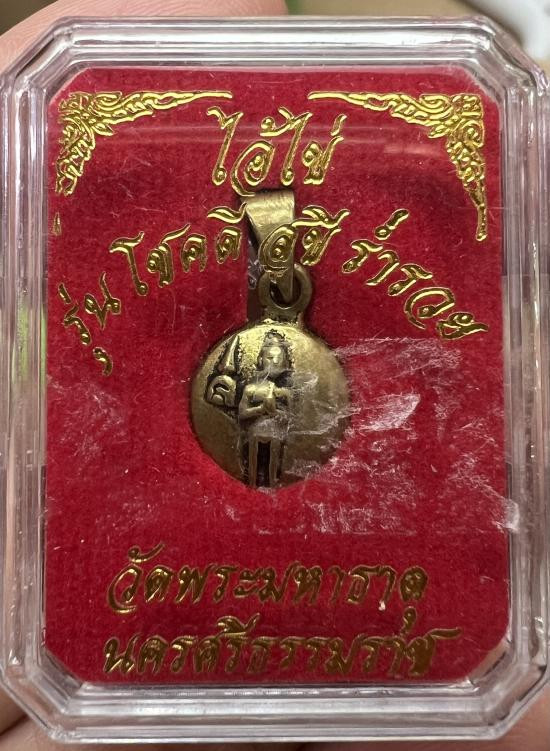 ไอ้ไข่
รุ่น โชคดี อุชี ร่ำรวย
วัดพระมหาธาตุ
นครศรีธรรมราช